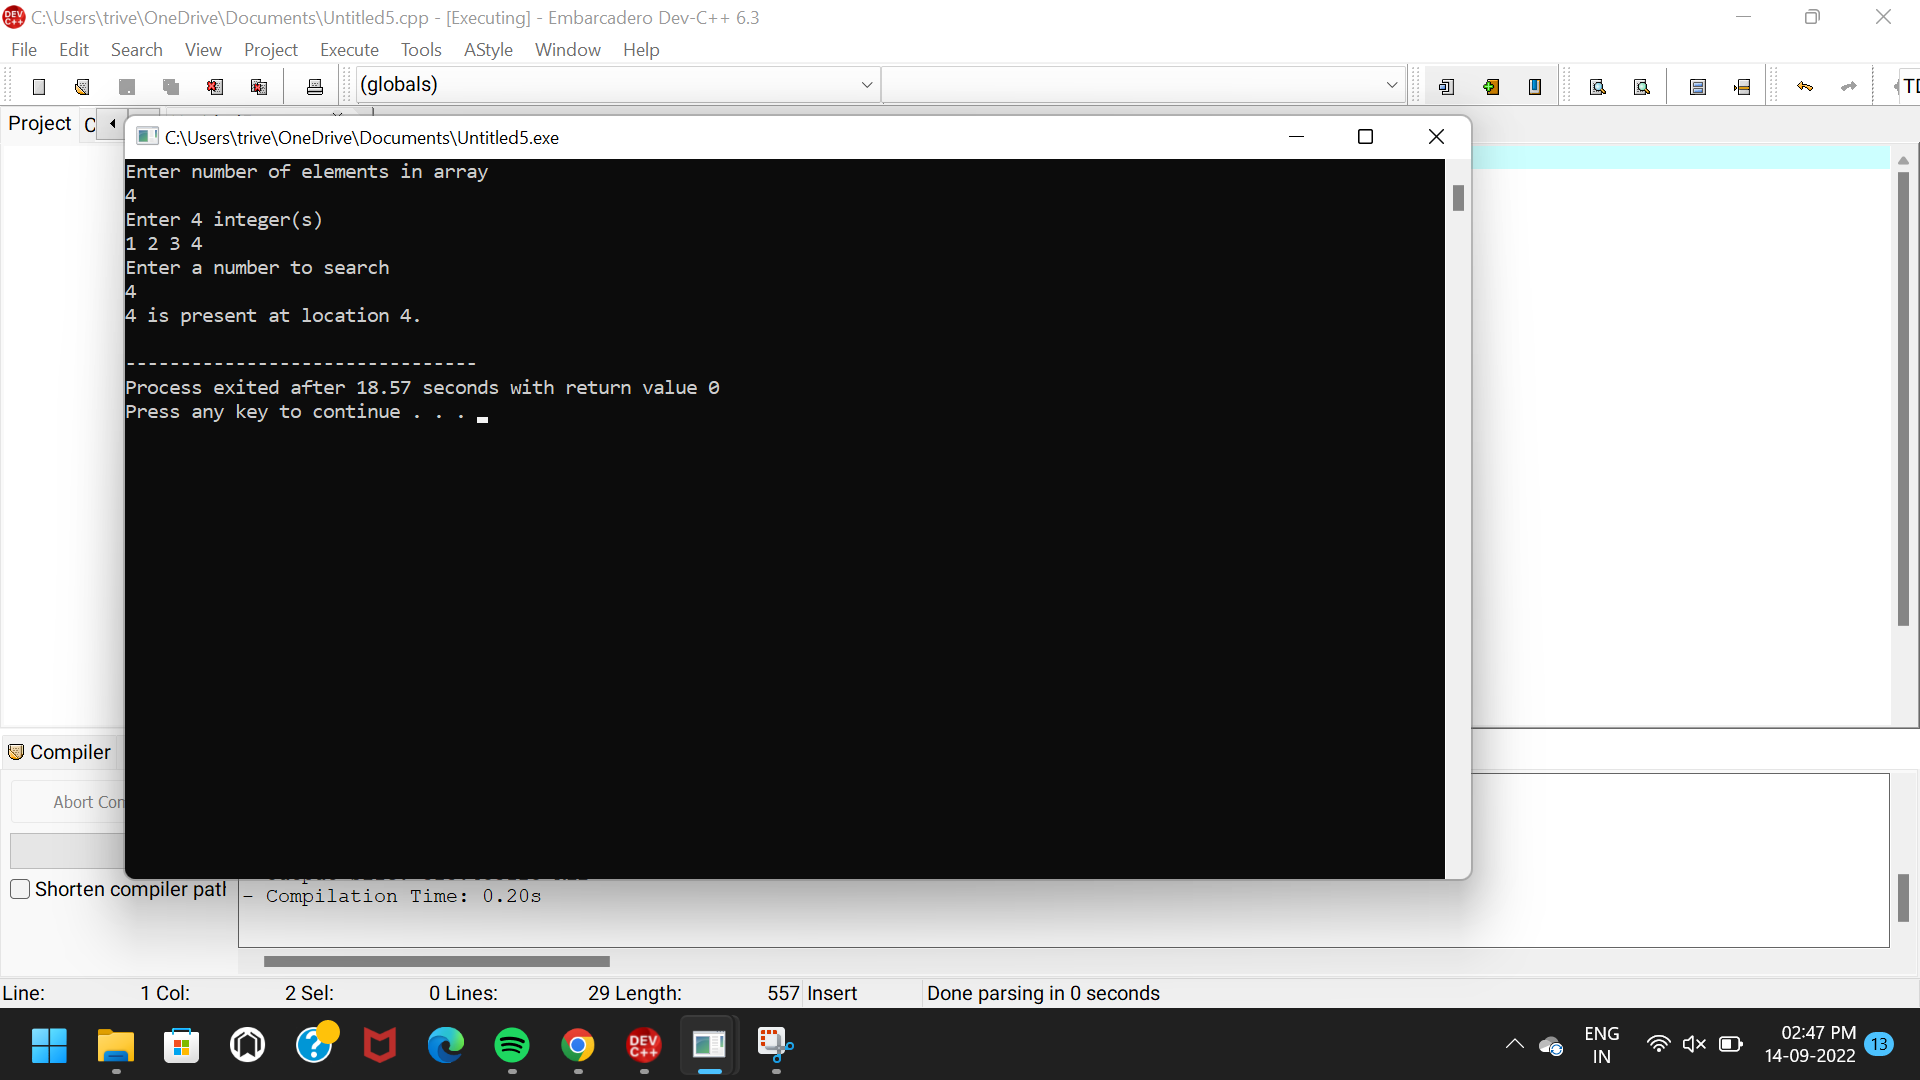 C:\Users\trive\OneDrive\Documents\Untitled5.cpp - [Executing] - Embarcadero Dev-C++ 6.3
File Edit Search View Project Execute Tools AStyle Window Help
(globals)
Project
C:\Users\trive\OneDrive\Documents\Untitled5.exe
Enter number of elements in array
4
Enter 4 integer(s)
1 2 3 4
Enter a number to search
4
4 is present at location 4.
--------------------------------
Process exited after 18.57 seconds with return value 0
Press any key to continue . . .
Compiler
Abort Con
Shorten compiler path
- Compilation Time: 0.20s
Line: 1 Col: 2 Sel: 0 Lines: 29 Length: 557 Insert Done parsing in 0 seconds
DEV C++
ENG
IN
02:47 PM
14-09-2022
13